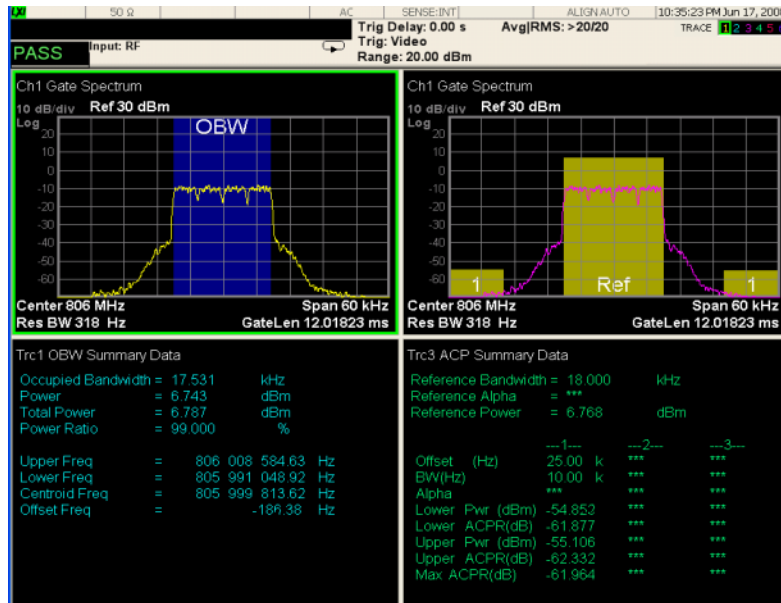 LXI 50 Ω AC SENSE:INT ALIGN AUTO 10:35:23 PM Jun 17, 200
Trig Delay: 0.00 s Avg|RMS: >20/20 TRACE 1 2 3 4 5
PASS Input: RF Trig: Video
Range: 20.00 dBm
Ch1 Gate Spectrum
10 dB/div Ref 30 dBm
Log
OBW
20
10
0
-10
-20
-30
-40
-50
-60
Center 806 MHz Span 60 kHz
Res BW 318 Hz GateLen 12.01823 ms
Ch1 Gate Spectrum
10 dB/div Ref 30 dBm
Log
20
10
0
-10
-20
-30
-40
-50
-60
1 Ref 1
Center 806 MHz Span 60 kHz
Res BW 318 Hz GateLen 12.01823 ms
Trc1 OBW Summary Data
Occupied Bandwidth = 17.531 kHz
Power = 6.743 dBm
Total Power = 6.787 dBm
Power Ratio = 99.000 %
Upper Freq = 806 008 584.63 Hz
Lower Freq = 805 991 048.92 Hz
Centroid Freq = 805 999 813.62 Hz
Offset Freq = -186.38 Hz
Trc3 ACP Summary Data
Reference Bandwidth = 18.000 kHz
Reference Alpha = ***
Reference Power = 6.768 dBm
---1--- ---2--- ---3---
Offset (Hz) 25.00 k *** ***
BW(Hz) 10.00 k *** ***
Alpha *** *** ***
Lower Pwr (dBm) -54.852 *** ***
Lower ACPR(dB) -61.877 *** ***
Upper Pwr (dBm) -55.106 *** ***
Upper ACPR(dB) -62.332 *** ***
Max ACPR(dB) -61.964 *** ***